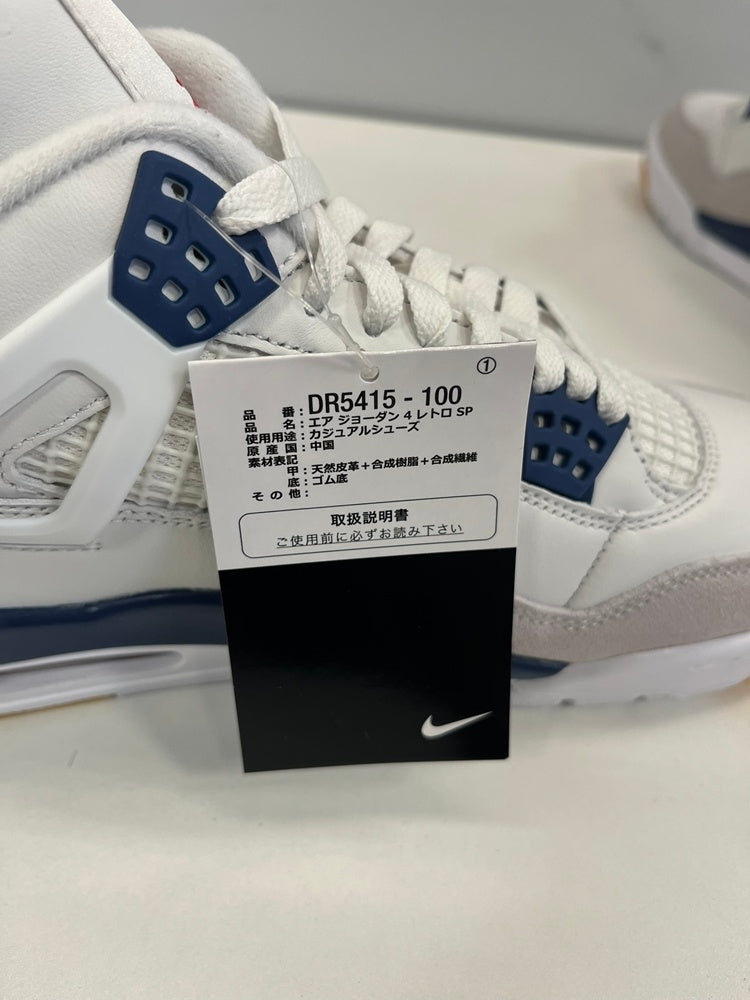 ①
品番：DR5415 - 100
品名：エア ジョーダン 4 レトロ SP
使用用途：カジュアルシューズ
原産国：中国
素材表記
甲：天然皮革＋合成樹脂＋合成繊維
底：ゴム底
その他：
取扱説明書
ご使用前に必ずお読み下さい